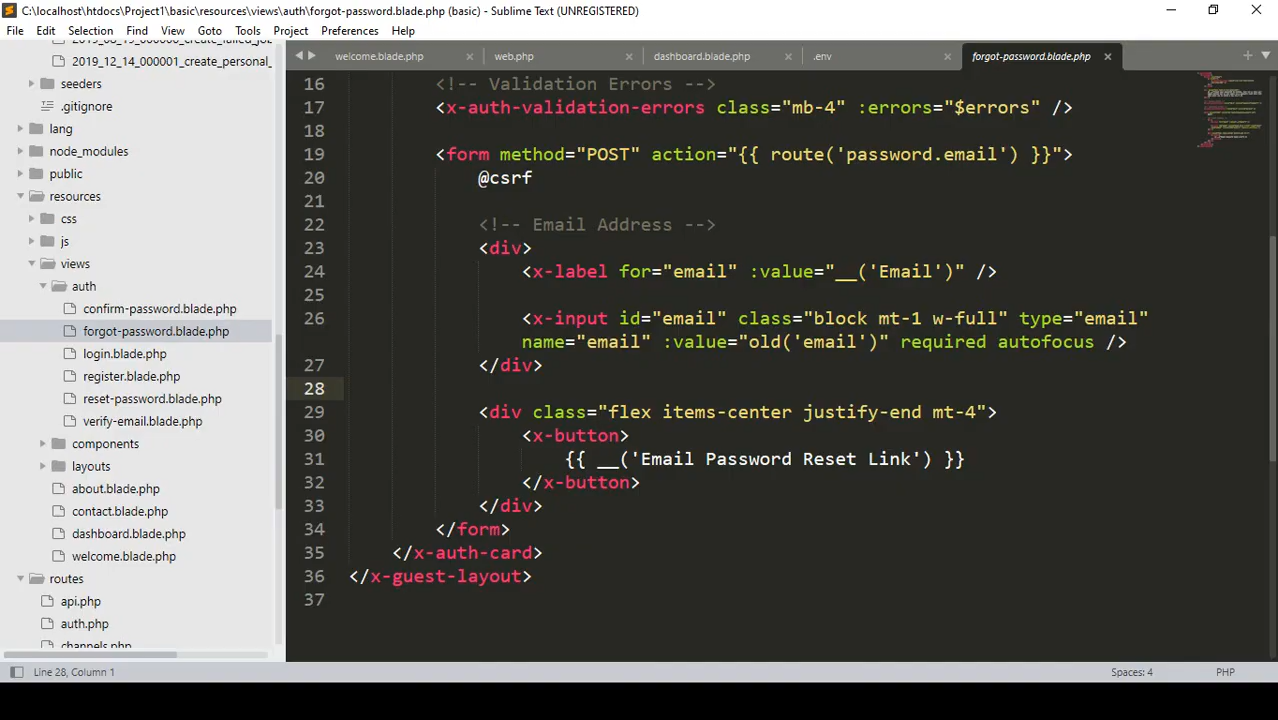 C:\localhost\htdocs\Project1\basic\resources\views\auth\forgot-password.blade.php (basic) - Sublime Text (UNREGISTERED)
File Edit Selection Find View Goto Tools Project Preferences Help
2019_08_19_000000_create_failed_jo
2019_12_14_000001_create_personal_
seeders
.gitignore
lang
node_modules
public
resources
css
js
views
auth
confirm-password.blade.php
forgot-password.blade.php
login.blade.php
register.blade.php
reset-password.blade.php
verify-email.blade.php
components
layouts
about.blade.php
contact.blade.php
dashboard.blade.php
welcome.blade.php
routes
api.php
auth.php
channels.php
welcome.blade.php web.php dashboard.blade.php .env forgot-password.blade.php
16 <!-- Validation Errors -->
17 <x-auth-validation-errors class="mb-4" :errors="$errors" />
18
19 <form method="POST" action="{{ route('password.email') }}">
20 @csrf
21
22 <!-- Email Address -->
23 <div>
24 <x-label for="email" :value="__('Email')" />
25
26 <x-input id="email" class="block mt-1 w-full" type="email"
name="email" :value="old('email')" required autofocus />
27 </div>
28
29 <div class="flex items-center justify-end mt-4">
30 <x-button>
31 {{ __('Email Password Reset Link') }}
32 </x-button>
33 </div>
34 </form>
35 </x-auth-card>
36 </x-guest-layout>
37
Line 28, Column 1 Spaces: 4 PHP